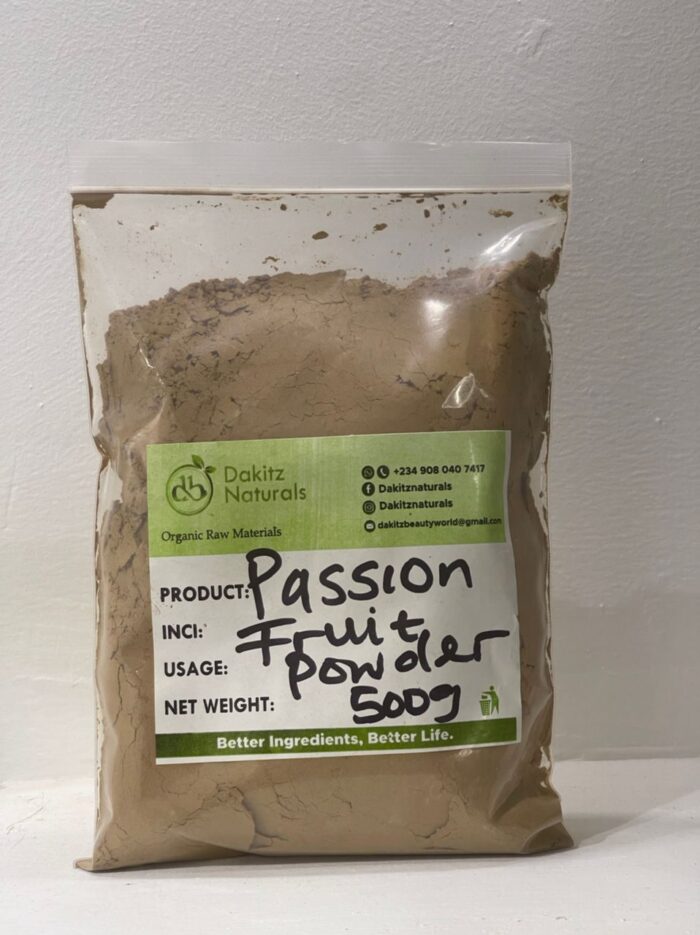 db
Dakitz
Naturals
Organic Raw Materials
+234 908 040 7417
Dakitznaturals
Dakitznaturals
dakitzbeautyworld@gmail.com
PRODUCT: Passion
INCI: Fruit
USAGE: powder
NET WEIGHT: 500g
Better Ingredients, Better Life.